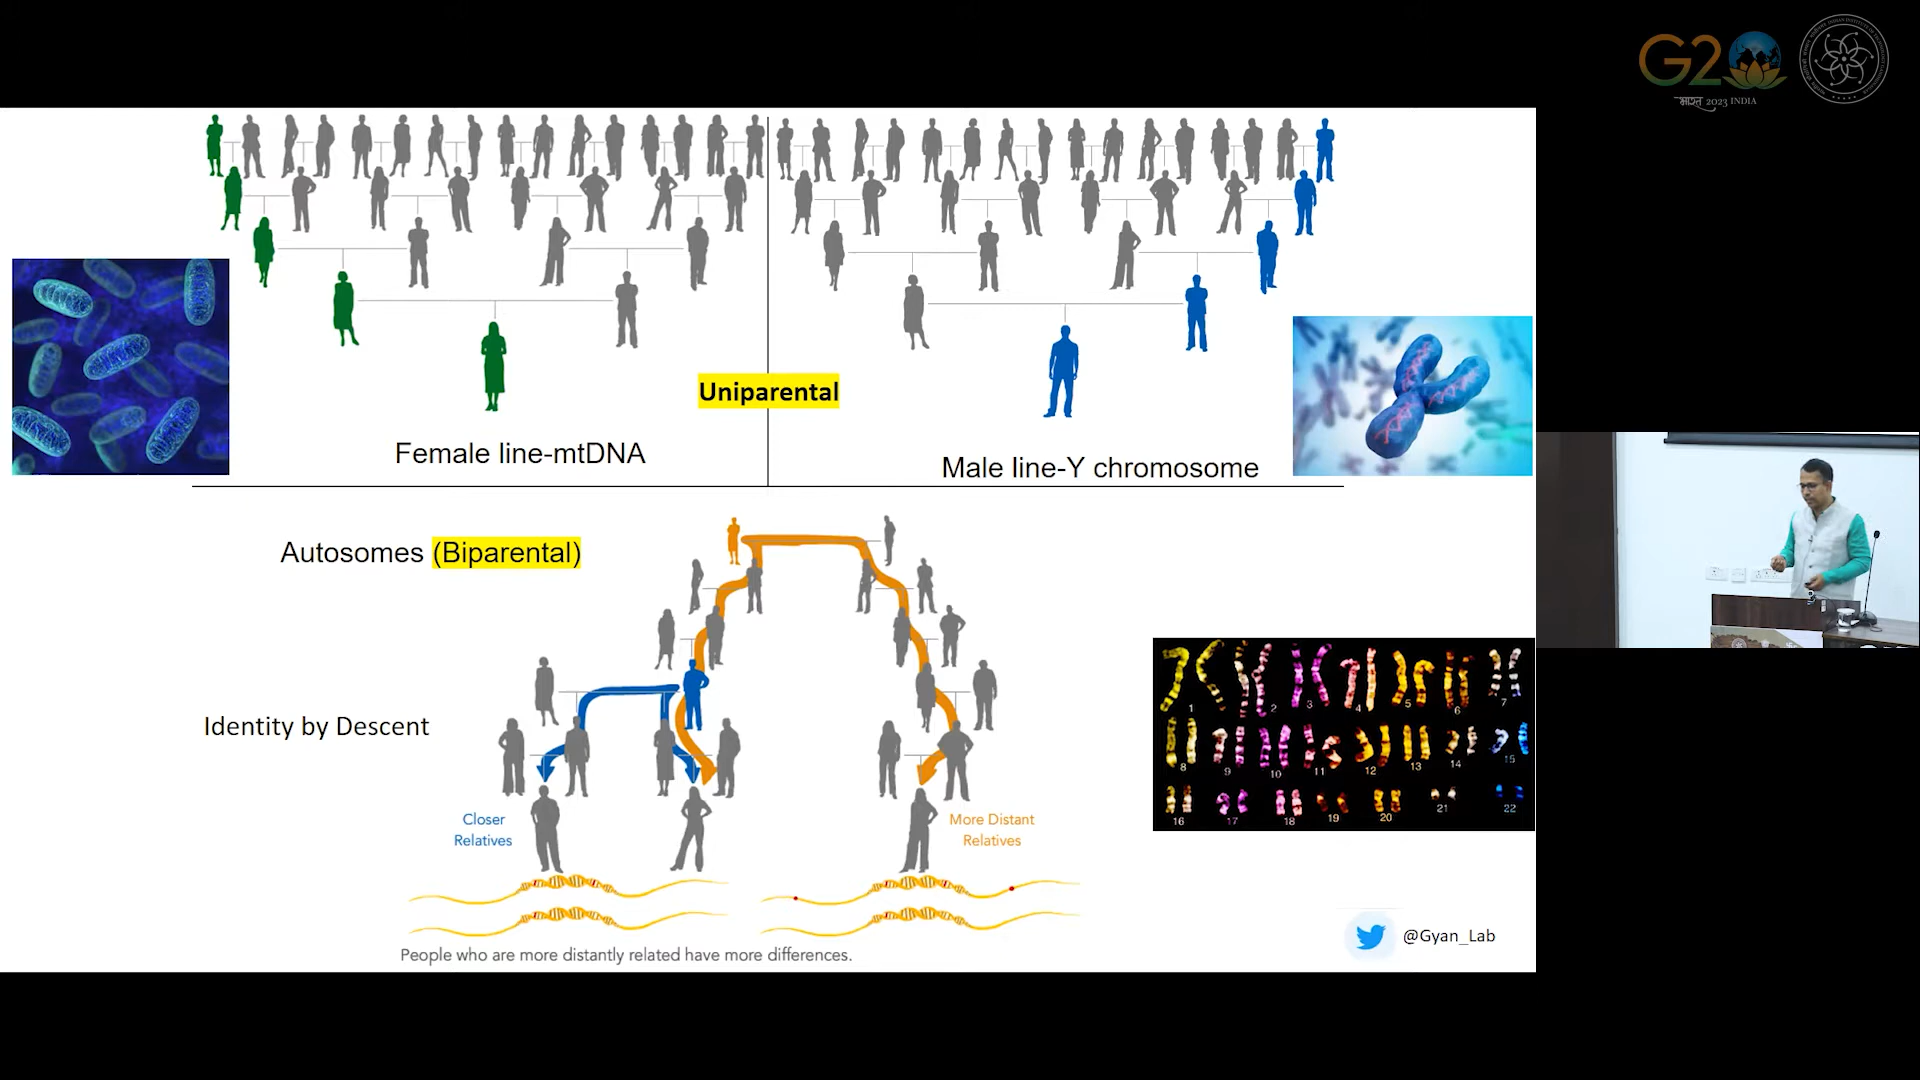 G20
भारत 2023 INDIA
Uniparental
Female line-mtDNA
Male line-Y chromosome
Autosomes (Biparental)
Identity by Descent
Closer
Relatives
More Distant
Relatives
1 2 3 4 5 6 7
8 9 10 11 12 13 14 15
16 17 18 19 20 21 22
People who are more distantly related have more differences.
@Gyan_Lab